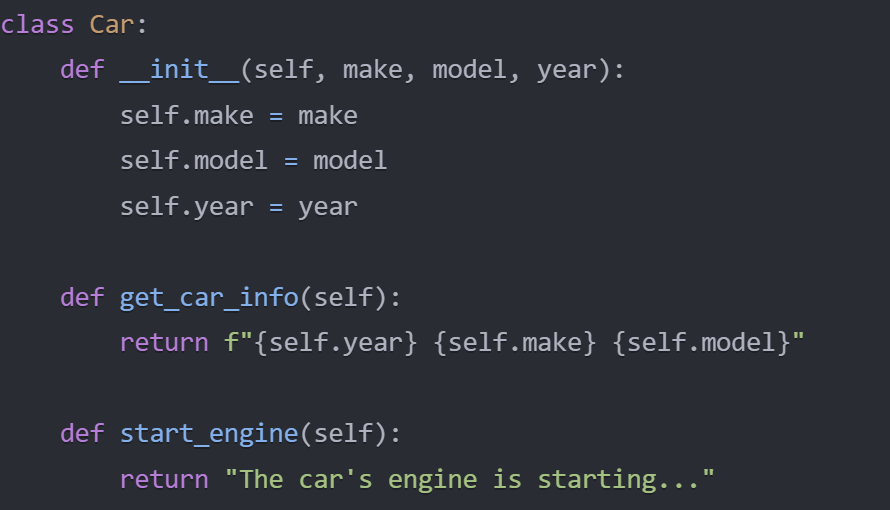 class Car:
    def __init__(self, make, model, year):
        self.make = make
        self.model = model
        self.year = year

    def get_car_info(self):
        return f"{self.year} {self.make} {self.model}"

    def start_engine(self):
        return "The car's engine is starting..."